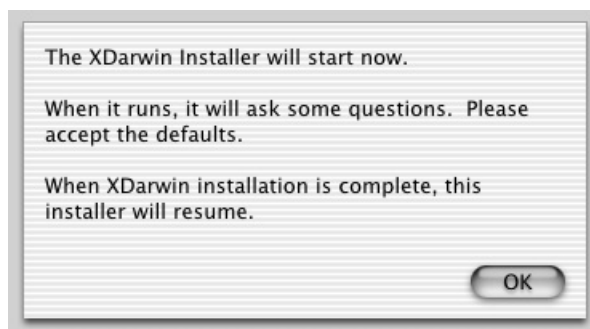 The XDarwin Installer will start now.
When it runs, it will ask some questions.  Please
accept the defaults.
When XDarwin installation is complete, this
installer will resume.
OK